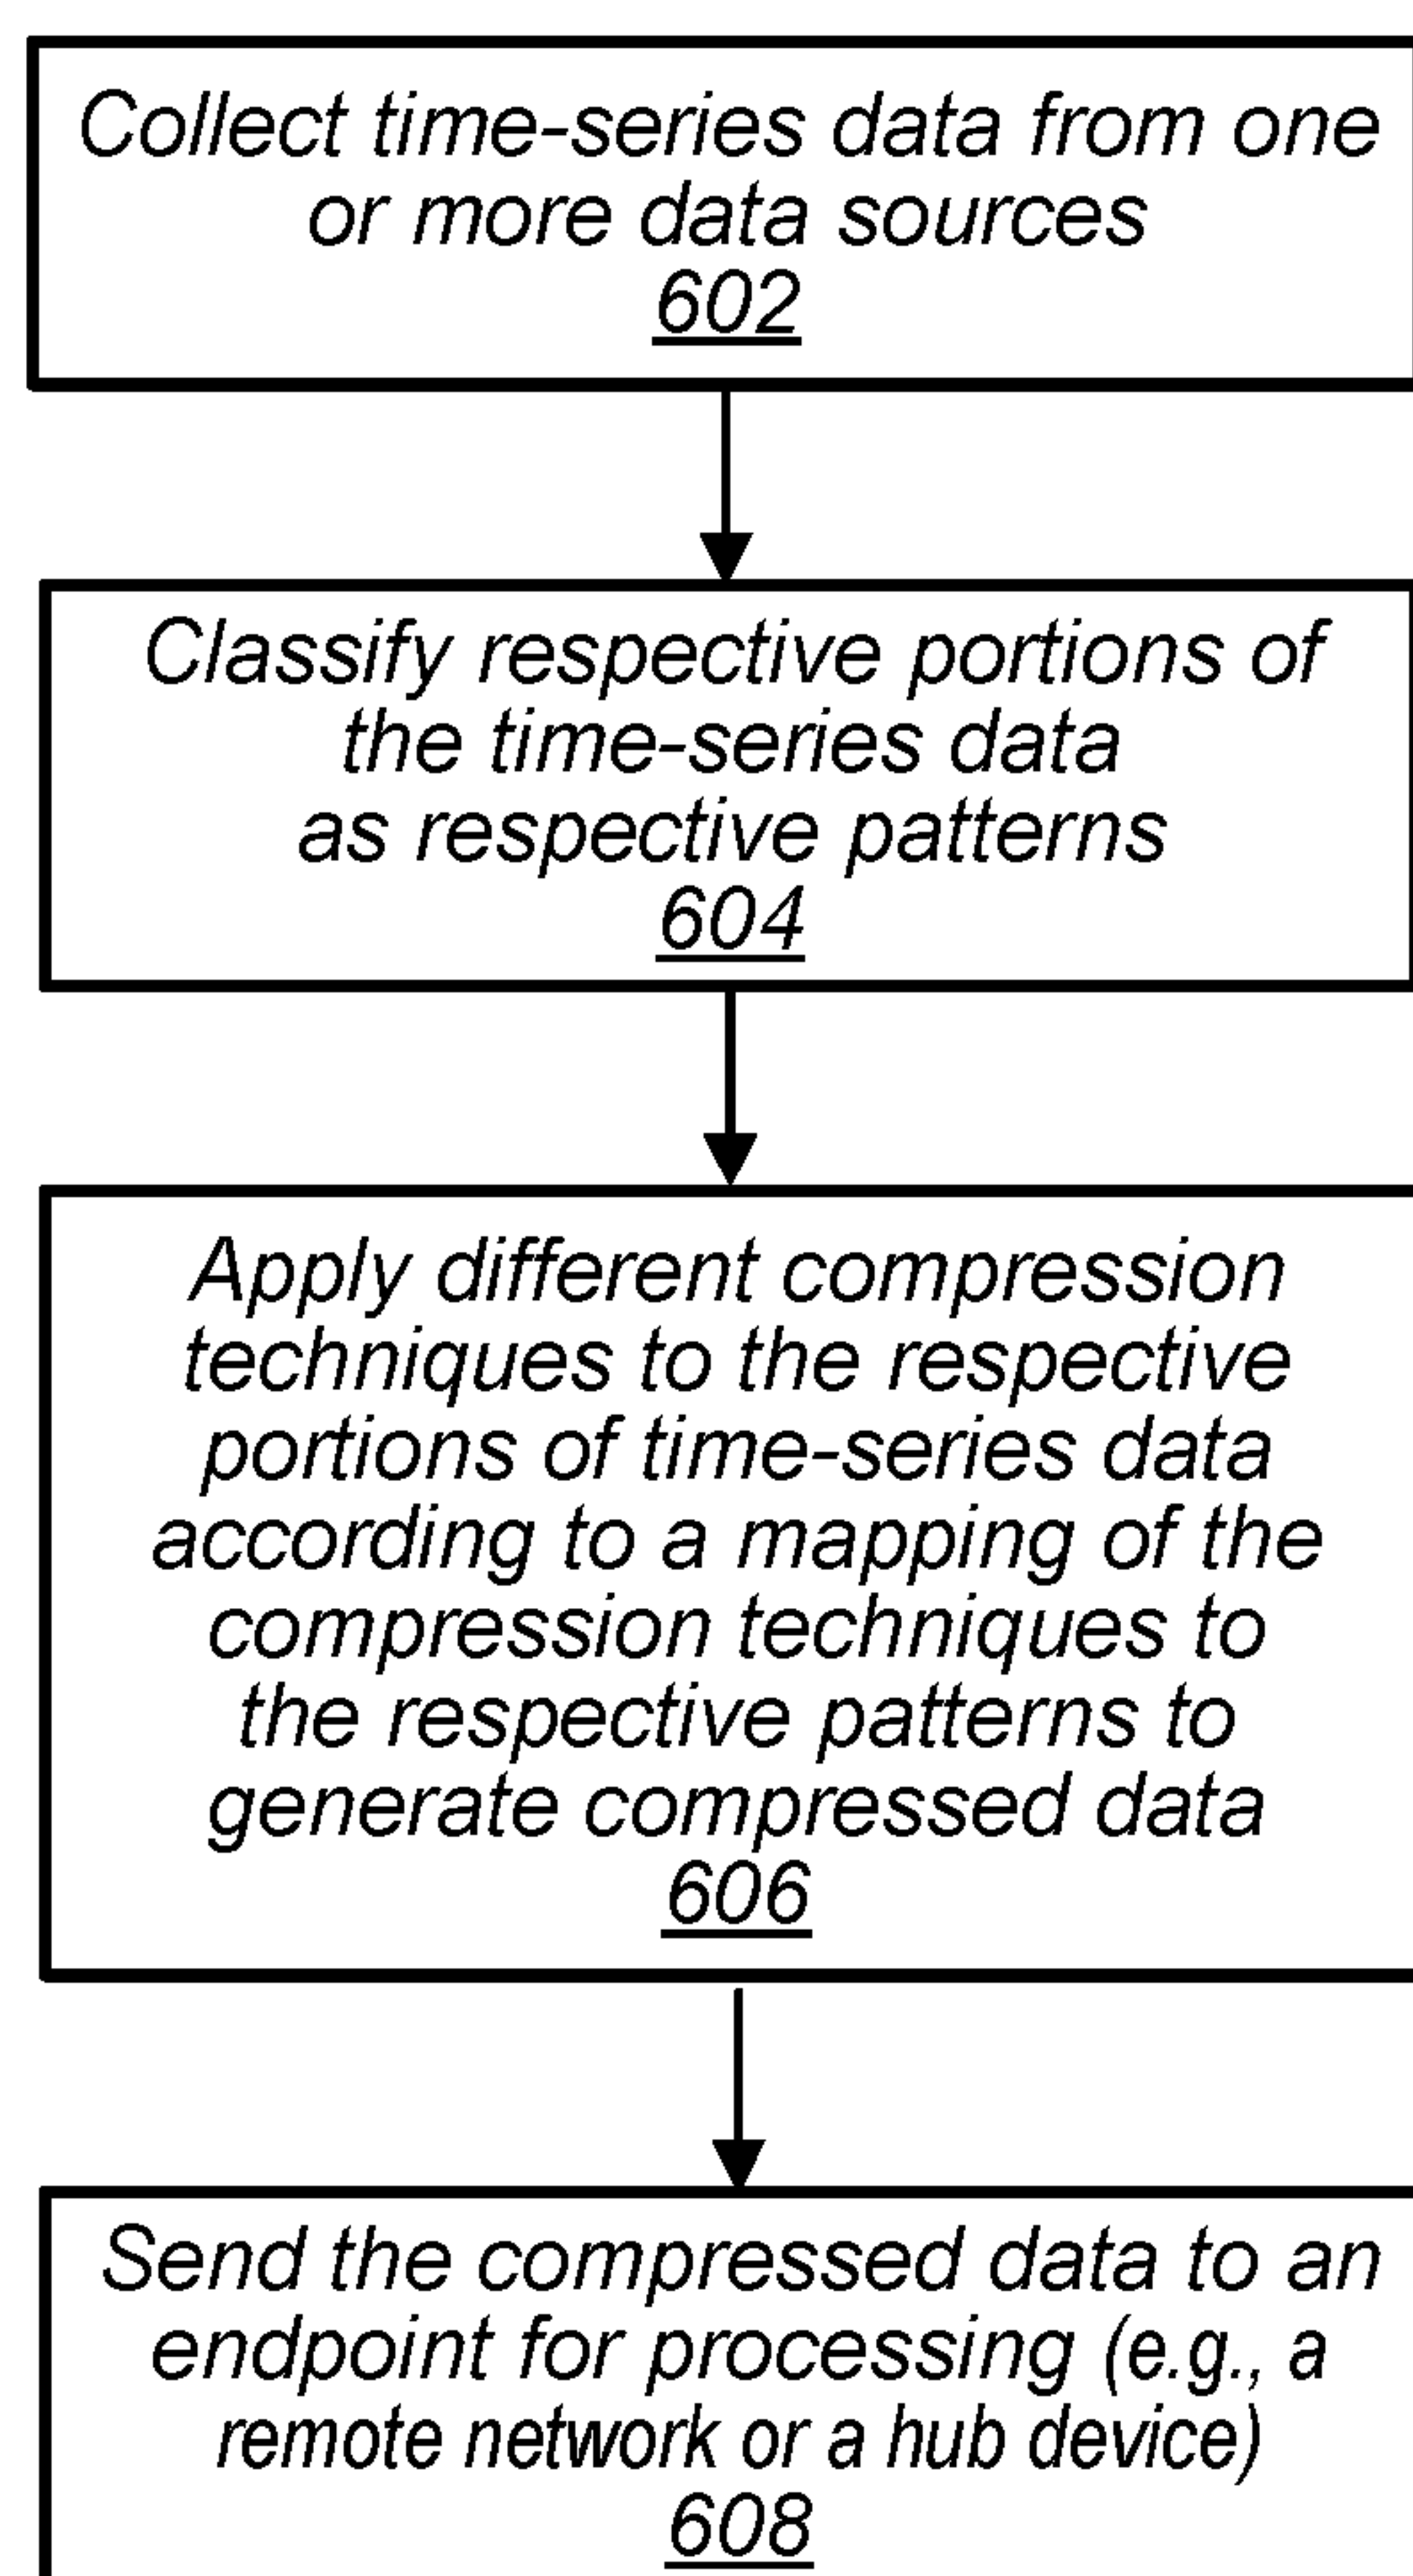 Collect time-series data from one
or more data sources
602
Classify respective portions of
the time-series data
as respective patterns
604
Apply different compression
techniques to the respective
portions of time-series data
according to a mapping of the
compression techniques to
the respective patterns to
generate compressed data
606
Send the compressed data to an
endpoint for processing (e.g., a
remote network or a hub device)
608